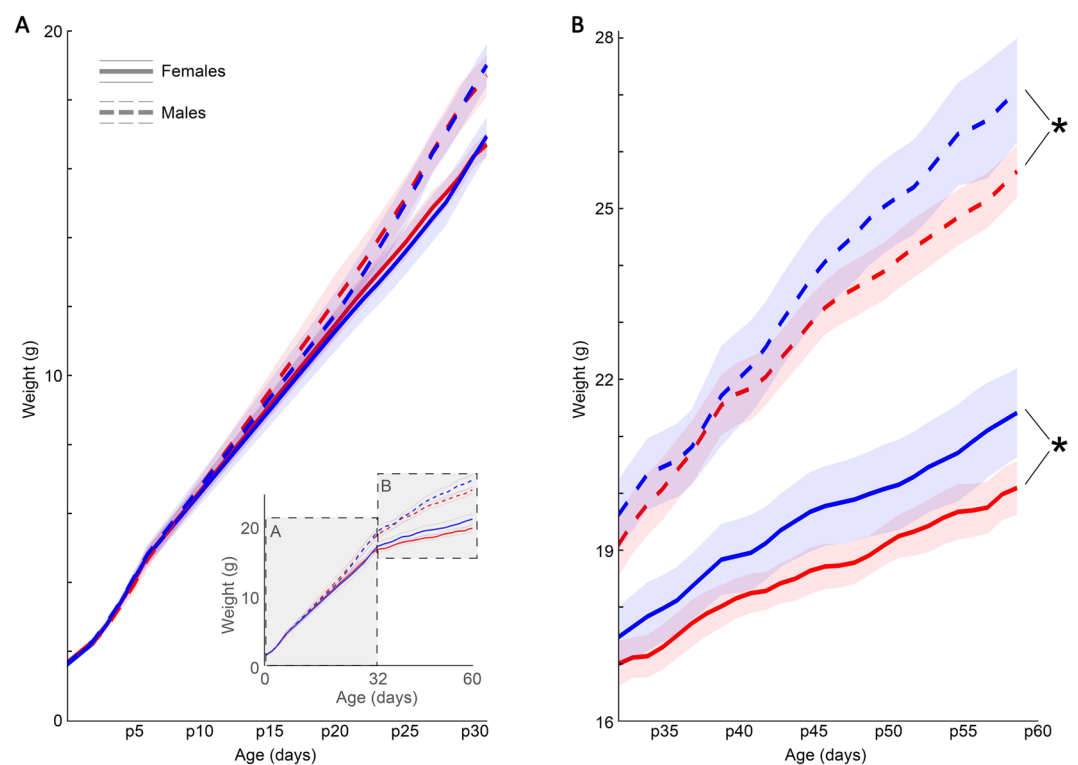 A
B
20
10
0
Weight (g)
Females
Males
p5 p10 p15 p20 p25 p30
Age (days)
20
10
0
Weight (g)
A
B
0 32 60
Age (days)
28
25
22
19
16
Weight (g)
*
*
p35 p40 p45 p50 p55 p60
Age (days)